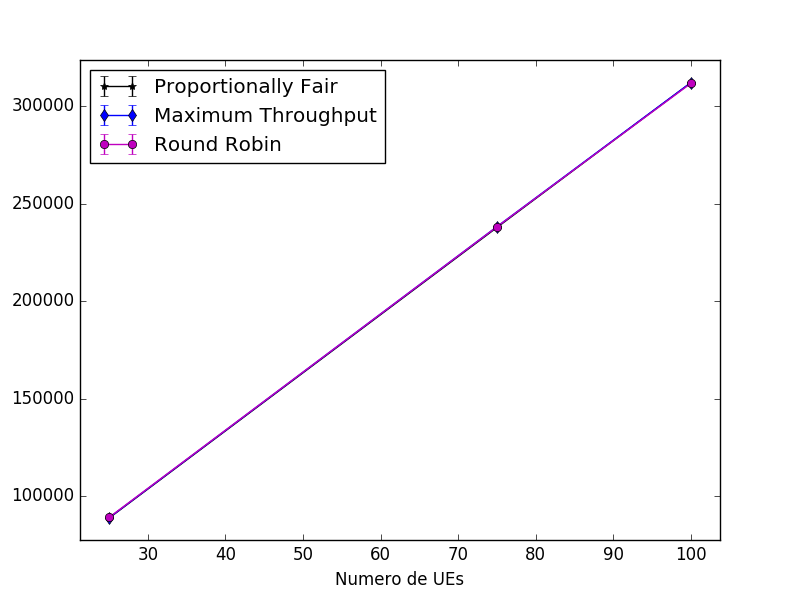 Proportionally Fair
Maximum Throughput
Round Robin
300000
250000
200000
150000
100000
30 40 50 60 70 80 90 100
Numero de UEs